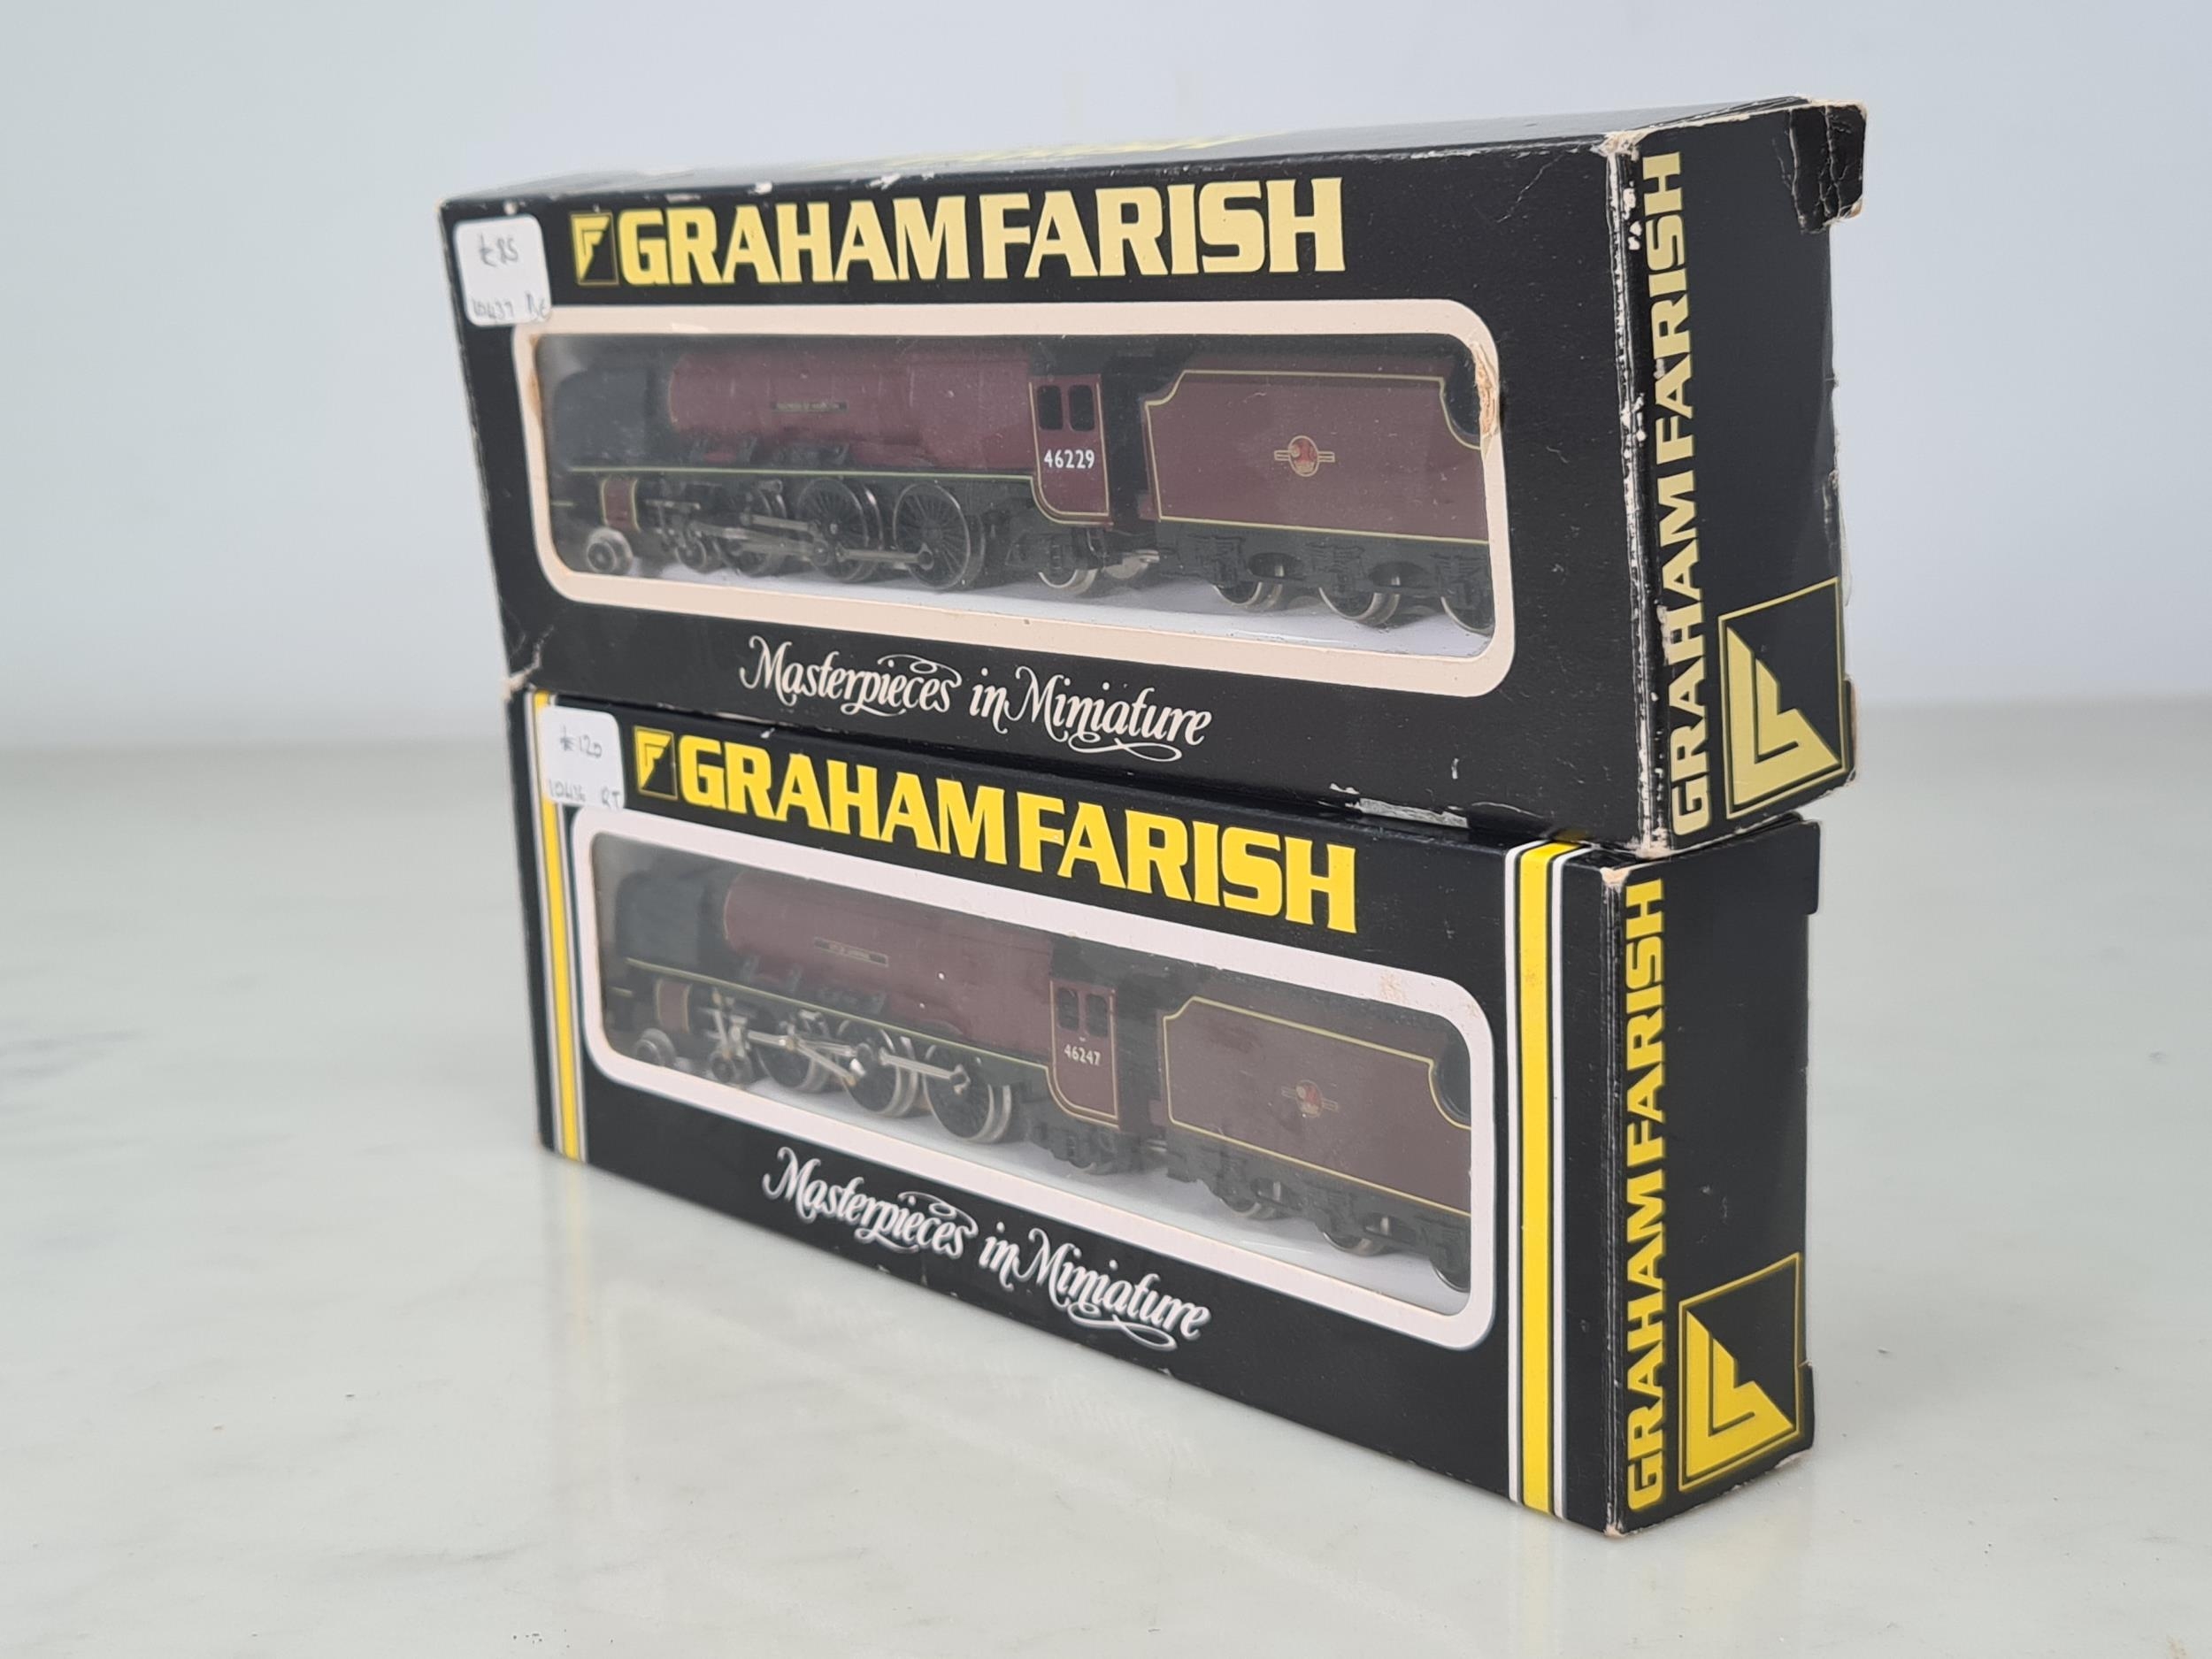 £85
GRAHAM FARISH
46229
Masterpieces in Miniature
GRAHAM FARISH
£120
GRAHAM FARISH
46247
Masterpieces in Miniature
GRAHAM FARISH